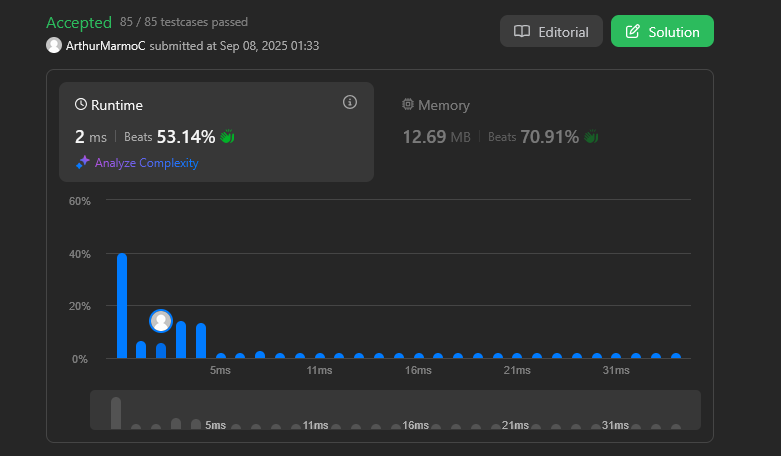 Accepted 85 / 85 testcases passed
ArthurMarmoC submitted at Sep 08, 2025 01:33
Editorial
Solution
Runtime
2 ms Beats 53.14%
Analyze Complexity
Memory
12.69 MB Beats 70.91%
60%
40%
20%
0%
5ms 11ms 16ms 21ms 31ms
5ms 11ms 16ms 21ms 31ms